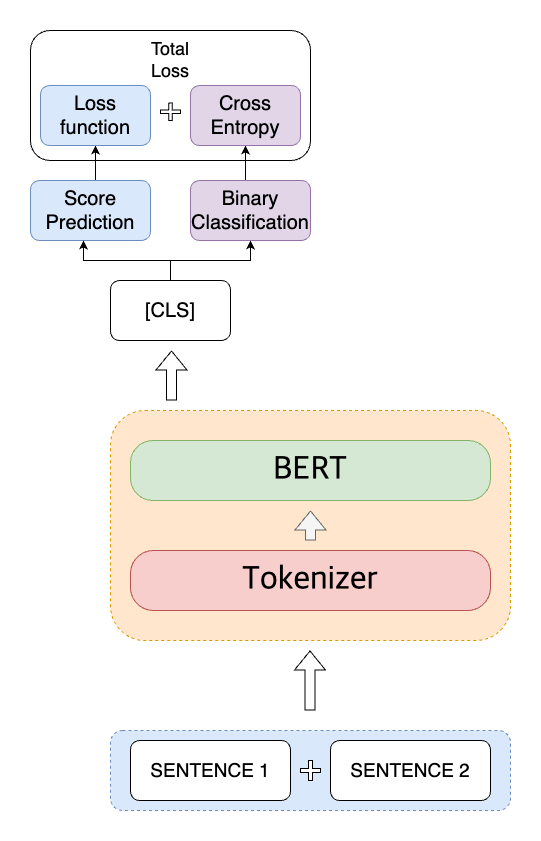 Total
Loss
Loss
function
Cross
Entropy
Score
Prediction
Binary
Classification
[CLS]
BERT
Tokenizer
SENTENCE 1
SENTENCE 2